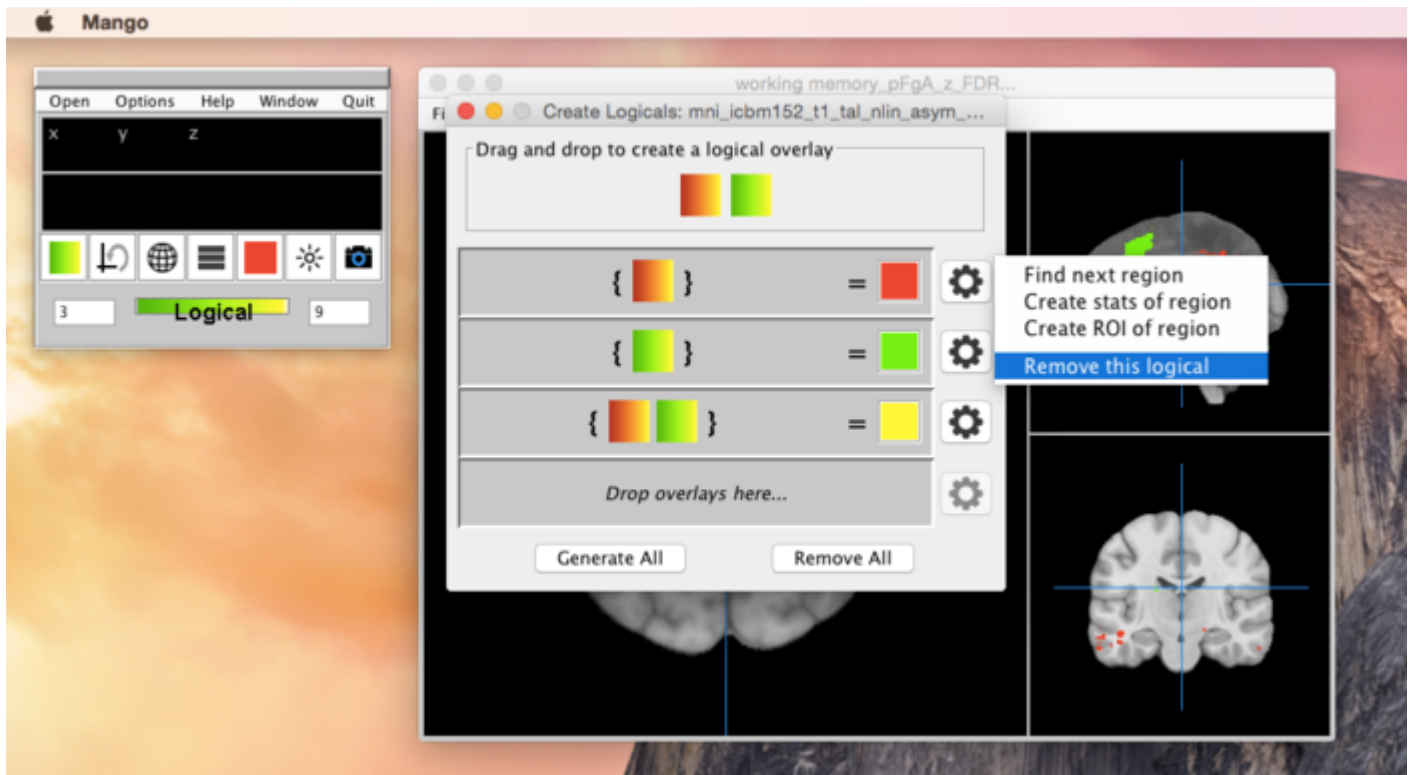 Mango
Open Options Help Window Quit
x y z
3 Logical 9
working memory_pFgA_z_FDR...
Fi
Create Logicals: mni_icbm152_t1_tal_nlin_asym_...
Drag and drop to create a logical overlay
{ } =
{ } =
{ } =
Drop overlays here...
Generate All Remove All
Find next region
Create stats of region
Create ROI of region
Remove this logical